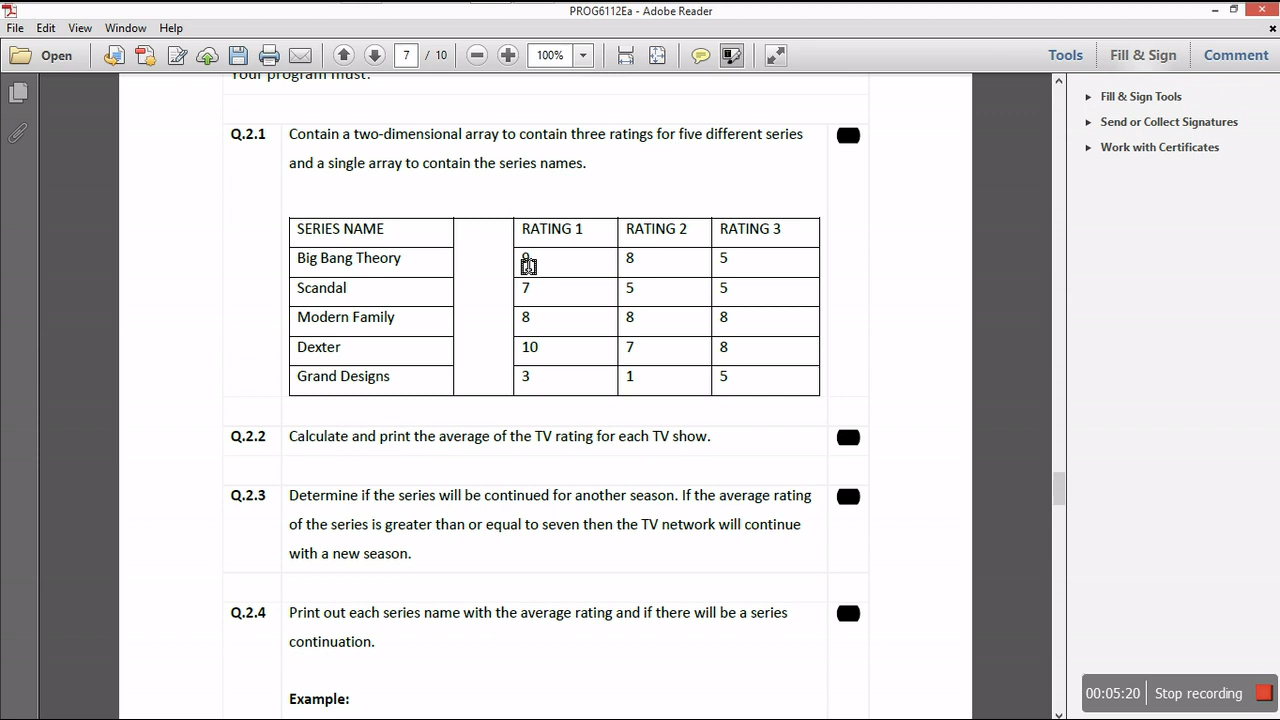 PROG6112Ea - Adobe Reader
File Edit View Window Help
Open 7 / 10 100% Tools Fill & Sign Comment
Your program must:
Fill & Sign Tools
Send or Collect Signatures
Work with Certificates
Q.2.1 Contain a two-dimensional array to contain three ratings for five different series
and a single array to contain the series names.
SERIES NAME RATING 1 RATING 2 RATING 3
Big Bang Theory 8 5
Scandal 7 5 5
Modern Family 8 8 8
Dexter 10 7 8
Grand Designs 3 1 5
Q.2.2 Calculate and print the average of the TV rating for each TV show.
Q.2.3 Determine if the series will be continued for another season. If the average rating
of the series is greater than or equal to seven then the TV network will continue
with a new season.
Q.2.4 Print out each series name with the average rating and if there will be a series
continuation.
Example:
00:05:20 Stop recording